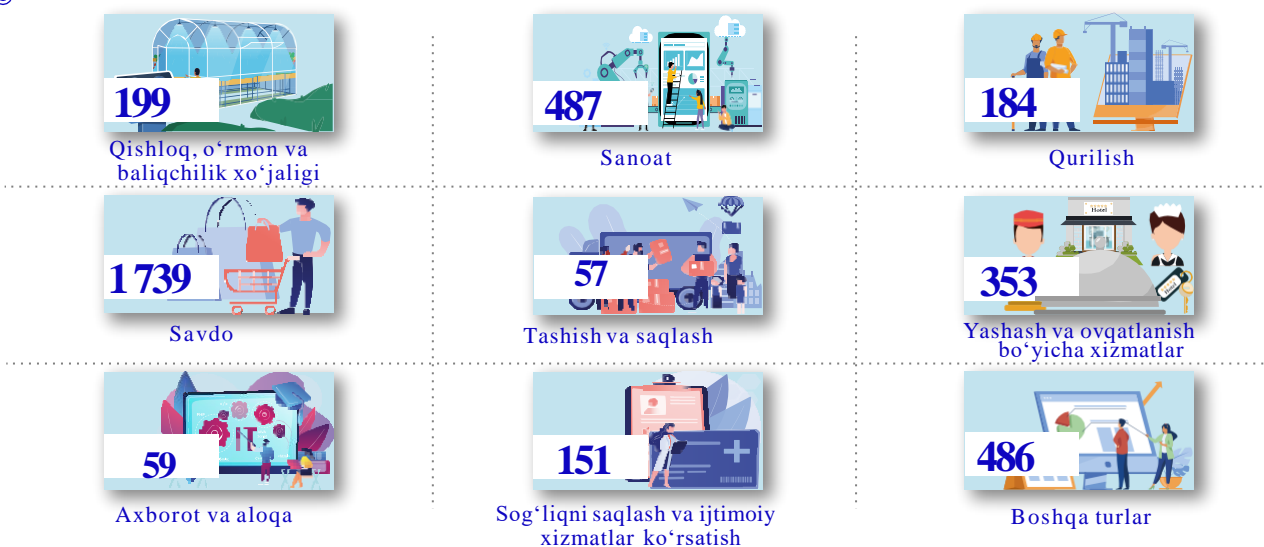 199
487
184
Qishloq, o‘rmon va
baliqchilik xo‘jaligi
Sanoat
Qurilish
1 739
57
353
Hotel
Hotel
Savdo
Tashish va saqlash
Yashash va ovqatlanish
bo‘yicha xizmatlar
59
IT
151
486
Axborot va aloqa
Sog‘liqni saqlash va ijtimoiy
xizmatlar ko‘rsatish
Boshqa turlar